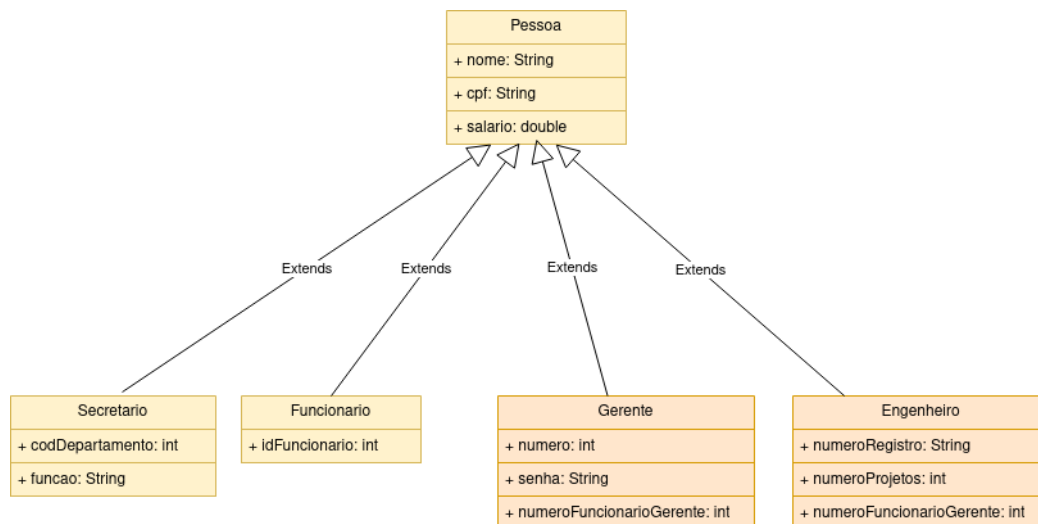 Pessoa
+ nome: String
+ cpf: String
+ salario: double
Extends
Extends
Extends
Extends
Secretario
+ codDepartamento: int
+ funcao: String
Funcionario
+ idFuncionario: int
Gerente
+ numero: int
+ senha: String
+ numeroFuncionarioGerente: int
Engenheiro
+ numeroRegistro: String
+ numeroProjetos: int
+ numeroFuncionarioGerente: int